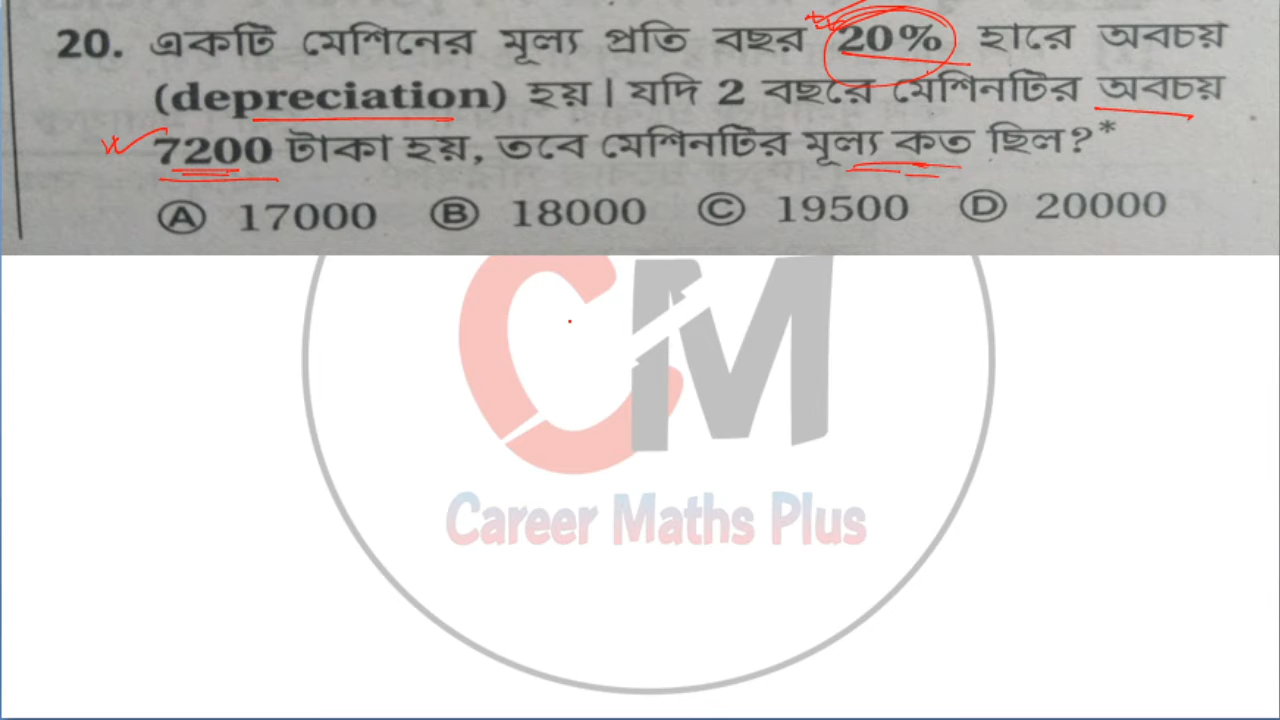 20. একটি মেশিনের মূল্য প্রতি বছর 20% হারে অবচয়
(depreciation) হয়। যদি 2 বছরে মেশিনটির অবচয়
7200 টাকা হয়, তবে মেশিনটির মূল্য কত ছিল?*
Ⓐ 17000 Ⓑ 18000 Ⓒ 19500 Ⓓ 20000
CM
Career Maths Plus